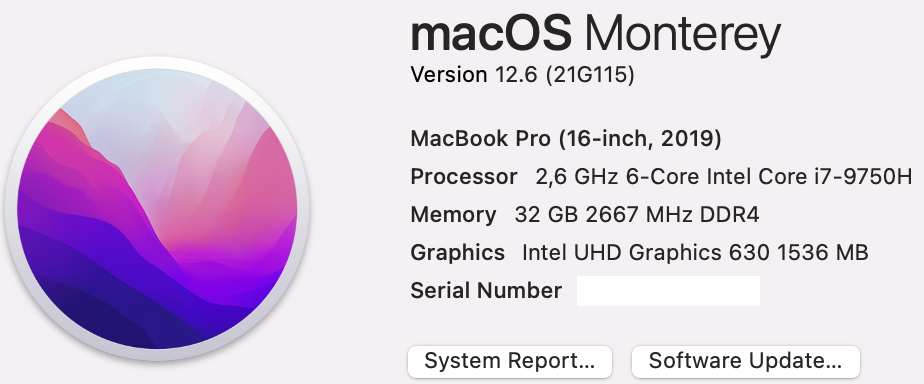 macOS Monterey
Version 12.6 (21G115)
MacBook Pro (16-inch, 2019)
Processor 2,6 GHz 6-Core Intel Core i7-9750H
Memory 32 GB 2667 MHz DDR4
Graphics Intel UHD Graphics 630 1536 MB
Serial Number
System Report... Software Update...